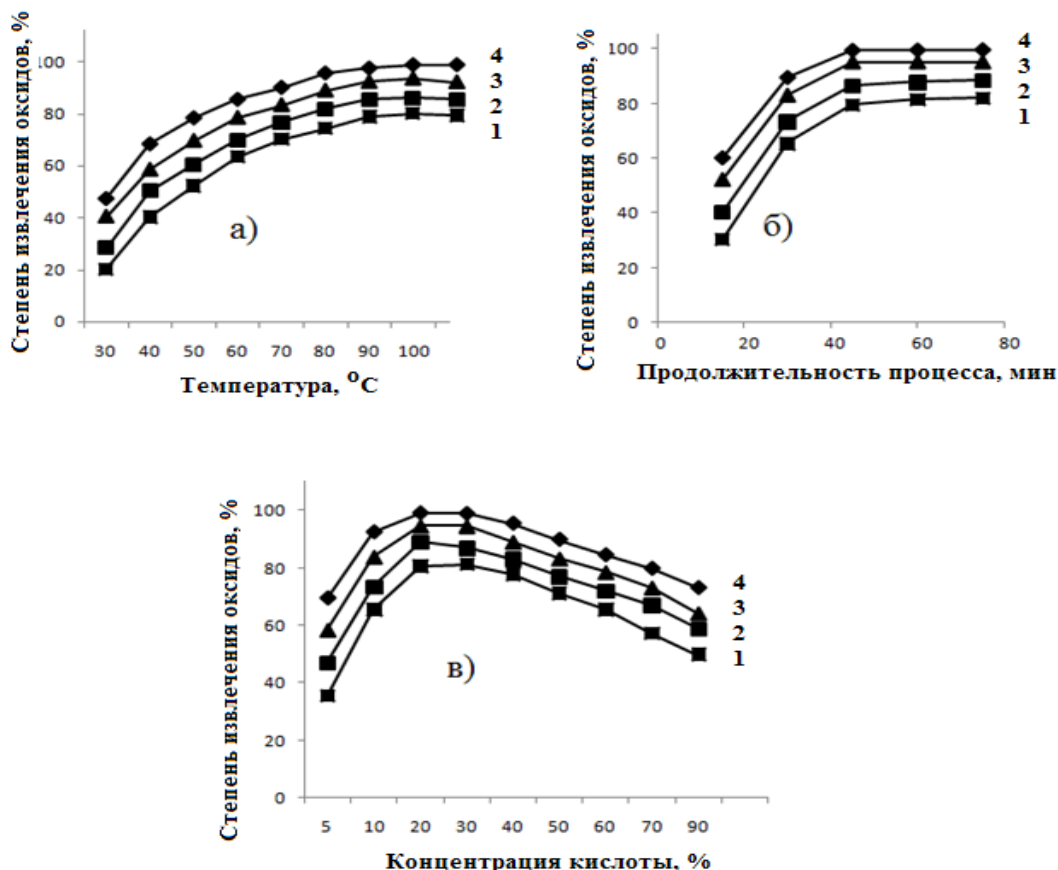 Степень извлечения оксидов, %
100
80
60
40
20
0
4
3
2
1
а)
30 40 50 60 70 80 90 100
Температура, °C
Степень извлечения оксидов, %
100
80
60
40
20
0
4
3
2
1
б)
0 20 40 60 80
Продолжительность процесса, мин
Степень извлечения оксидов, %
100
80
60
40
20
0
4
3
2
1
в)
5 10 20 30 40 50 60 70 90
Концентрация кислоты, %